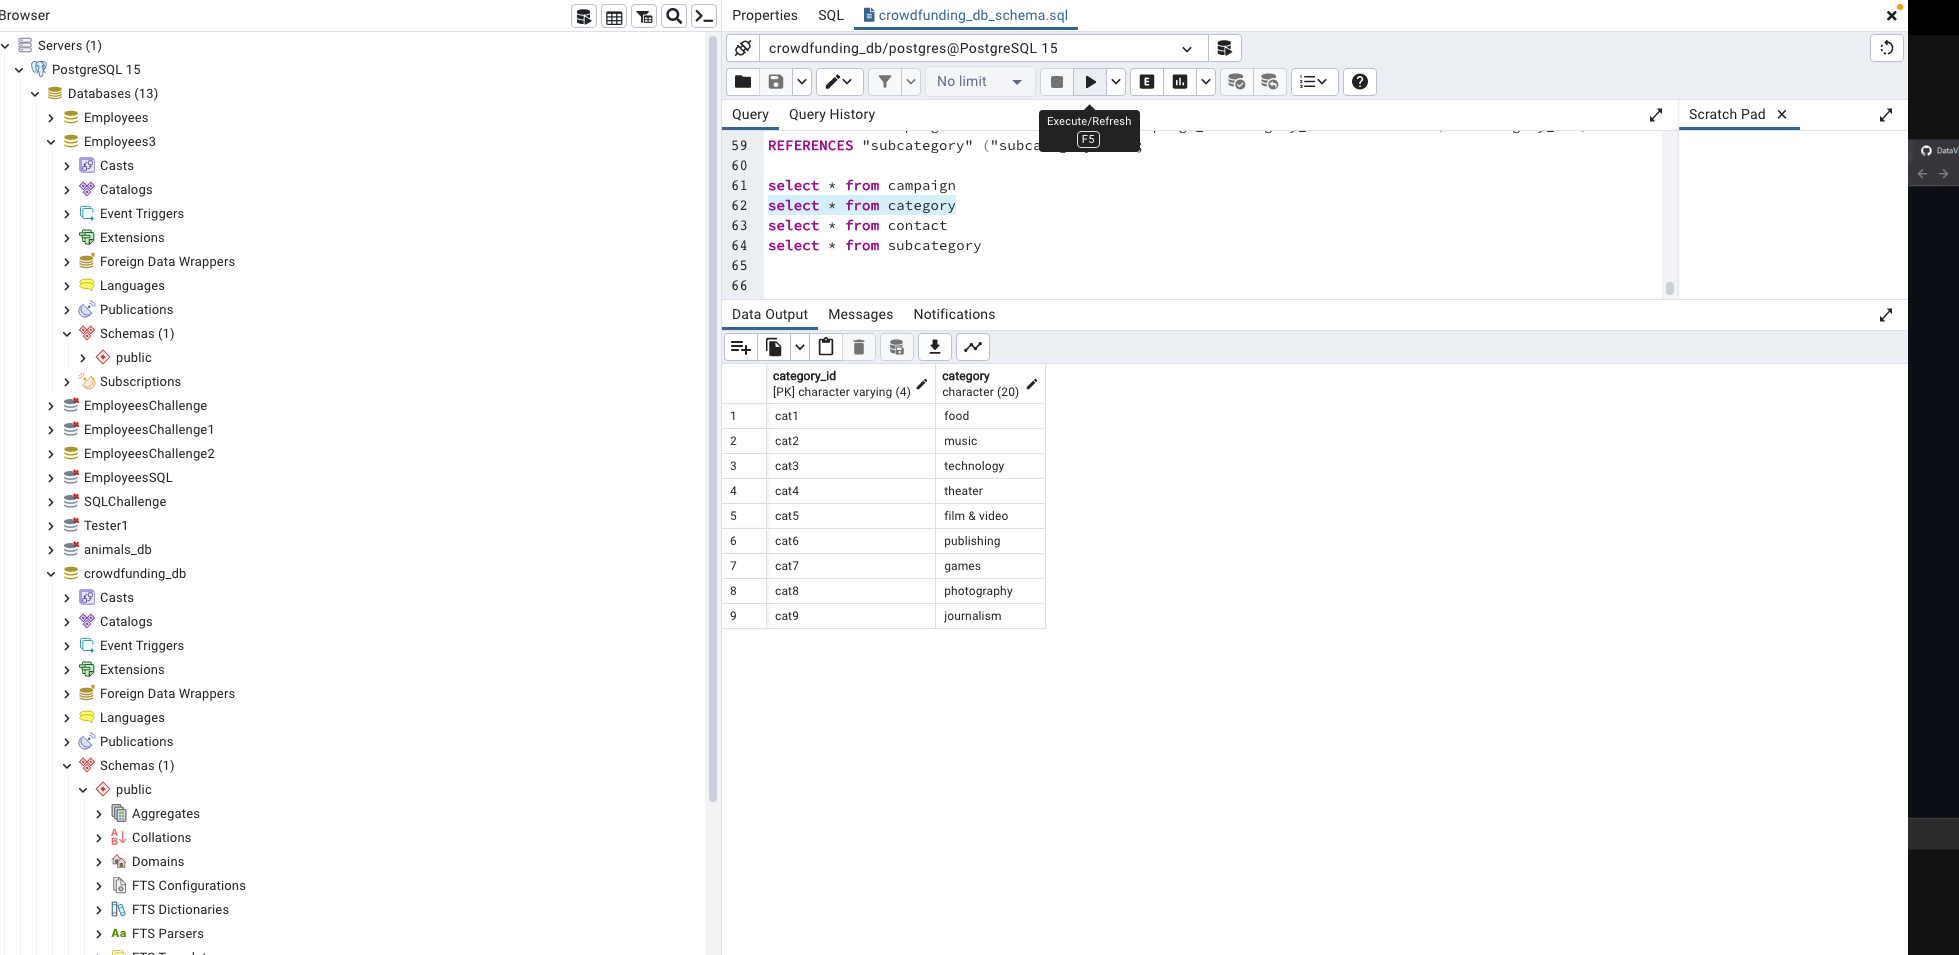 Browser
Servers (1)
PostgreSQL 15
Databases (13)
Employees
Employees3
Casts
Catalogs
Event Triggers
Extensions
Foreign Data Wrappers
Languages
Publications
Schemas (1)
public
Subscriptions
EmployeesChallenge
EmployeesChallenge1
EmployeesChallenge2
EmployeesSQL
SQLChallenge
Tester1
animals_db
crowdfunding_db
Casts
Catalogs
Event Triggers
Extensions
Foreign Data Wrappers
Languages
Publications
Schemas (1)
public
Aggregates
Collations
Domains
FTS Configurations
FTS Dictionaries
Aa FTS Parsers
Properties SQL crowdfunding_db_schema.sql
crowdfunding_db/postgres@PostgreSQL 15
No limit E
Query Query History Scratch Pad
Execute/Refresh
F5
59 REFERENCES "subcategory" ("subca
60
61 select * from campaign
62 select * from category
63 select * from contact
64 select * from subcategory
65
66
Data Output Messages Notifications
category_id category
[PK] character varying (4) character (20)
1 cat1 food
2 cat2 music
3 cat3 technology
4 cat4 theater
5 cat5 film & video
6 cat6 publishing
7 cat7 games
8 cat8 photography
9 cat9 journalism
DataV